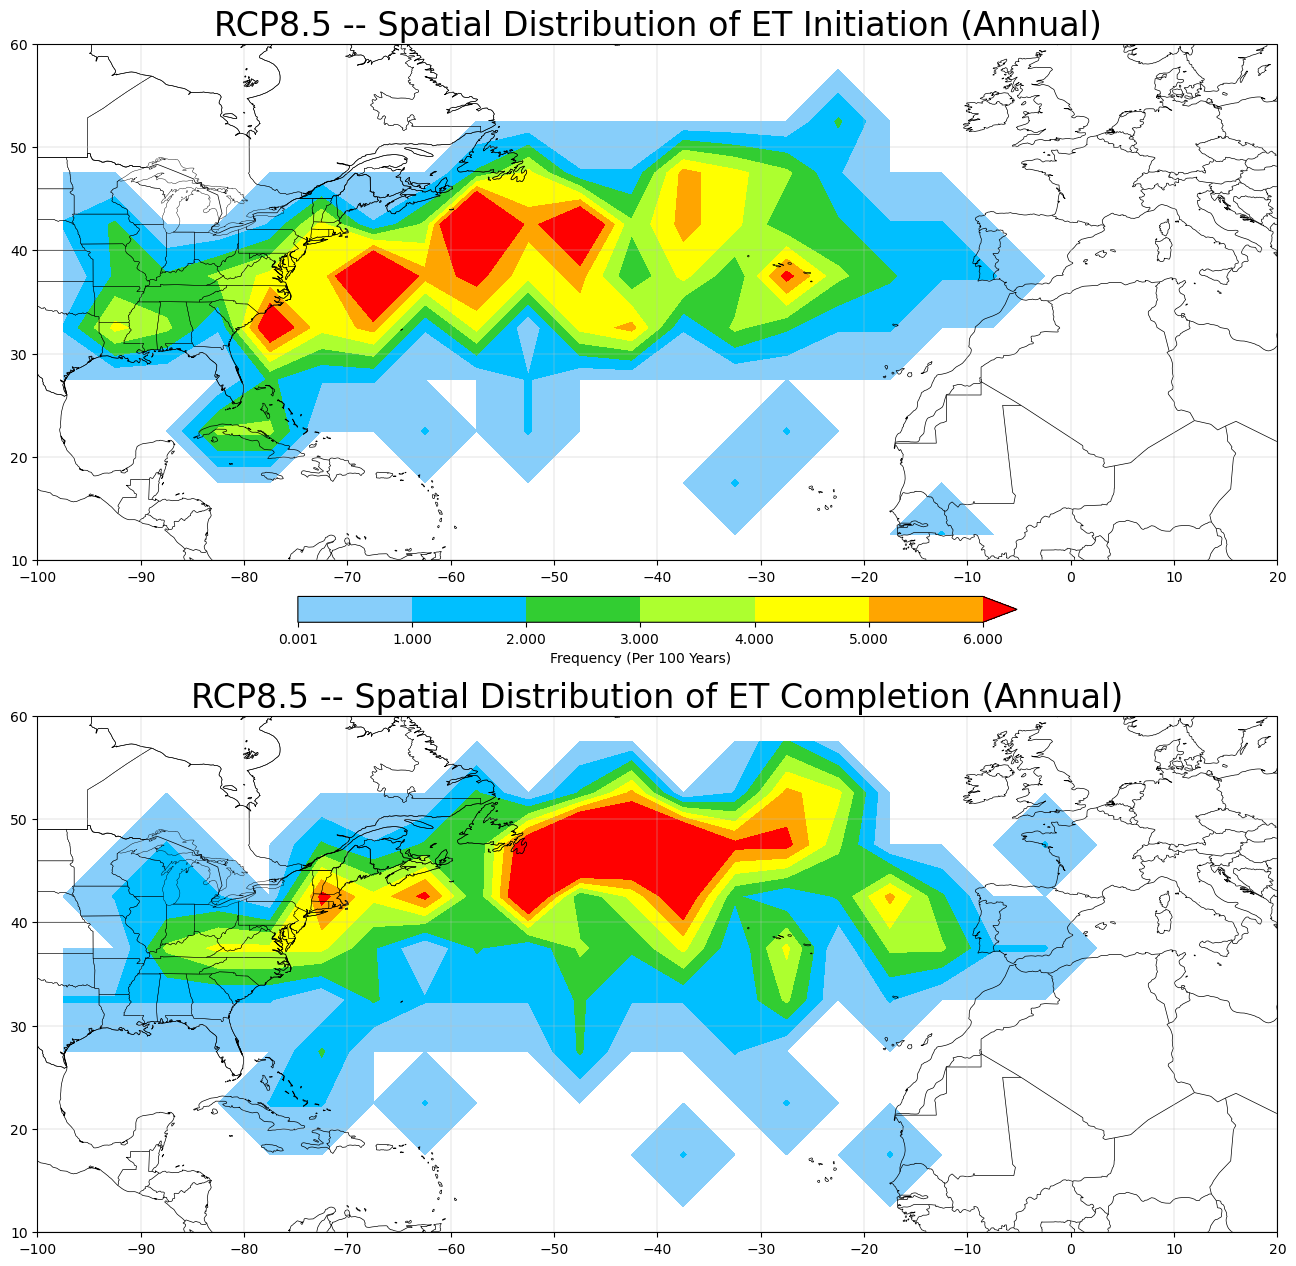 RCP8.5 -- Spatial Distribution of ET Initiation (Annual)
60
50
40
30
20
10
−100 −90 −80 −70 −60 −50 −40 −30 −20 −10 0 10 20
0.001 1.000 2.000 3.000 4.000 5.000 6.000
Frequency (Per 100 Years)
RCP8.5 -- Spatial Distribution of ET Completion (Annual)
60
50
40
30
20
10
−100 −90 −80 −70 −60 −50 −40 −30 −20 −10 0 10 20